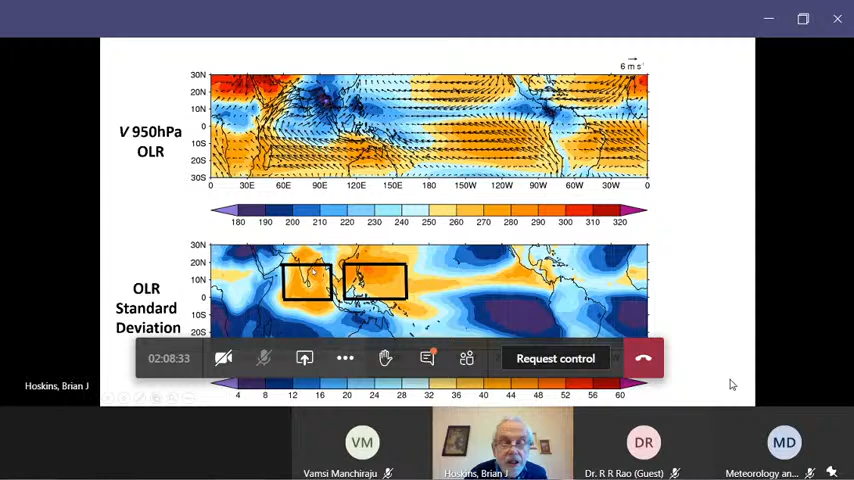 6 m s
30N
20N
10N
0
10S
20S
30S
V 950hPa
OLR
0 30E 60E 90E 120E 150E 180 150W 120W 90W 60W 30W 0
180 190 200 210 220 230 240 250 260 270 280 290 300 310 320
30N
20N
10N
0
10S
20S
OLR
Standard
Deviation
02:08:33
Request control
Hoskins, Brian J
4 8 12 16 20 24 28 32 36 40 44 48 52 56 60
VM
DR
MD
Vamsi Manchiraju
Hoskins, Brian J
Dr. R R Rao (Guest)
Meteorology an...